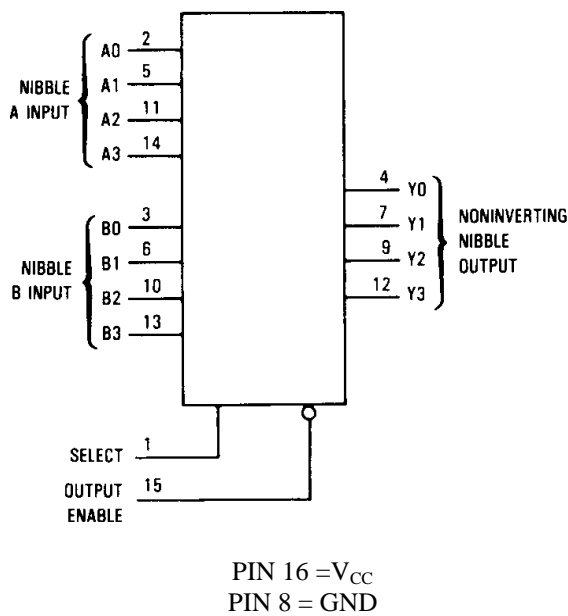 A0 2
A1 5
A2 11
A3 14
NIBBLE
A INPUT
B0 3
B1 6
B2 10
B3 13
NIBBLE
B INPUT
4 Y0
7 Y1
9 Y2
12 Y3
NONINVERTING
NIBBLE
OUTPUT
SELECT 1
OUTPUT 15
ENABLE
PIN 16 =VCC
PIN 8 = GND